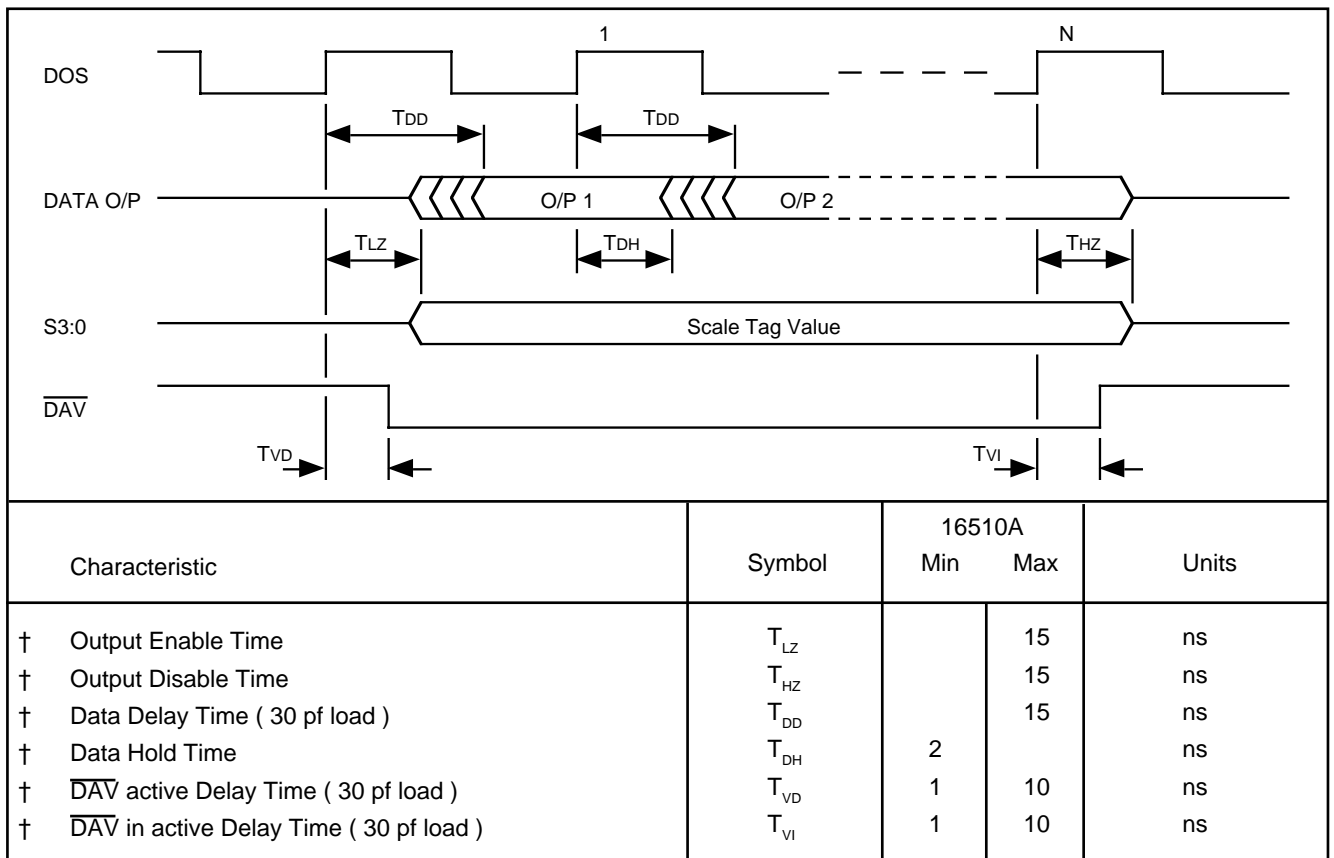 1 N
DOS
TDD TDD
DATA O/P O/P 1 O/P 2
TLZ TDH THZ
S3:0 Scale Tag Value
D̅A̅V̅
TVD TVI
16510A
Characteristic Symbol Min Max Units
† Output Enable Time TLZ 15 ns
† Output Disable Time THZ 15 ns
† Data Delay Time ( 30 pf load ) TDD 15 ns
† Data Hold Time TDH 2 ns
† D̅A̅V̅ active Delay Time ( 30 pf load ) TVD 1 10 ns
† D̅A̅V̅ in active Delay Time ( 30 pf load ) TVI 1 10 ns